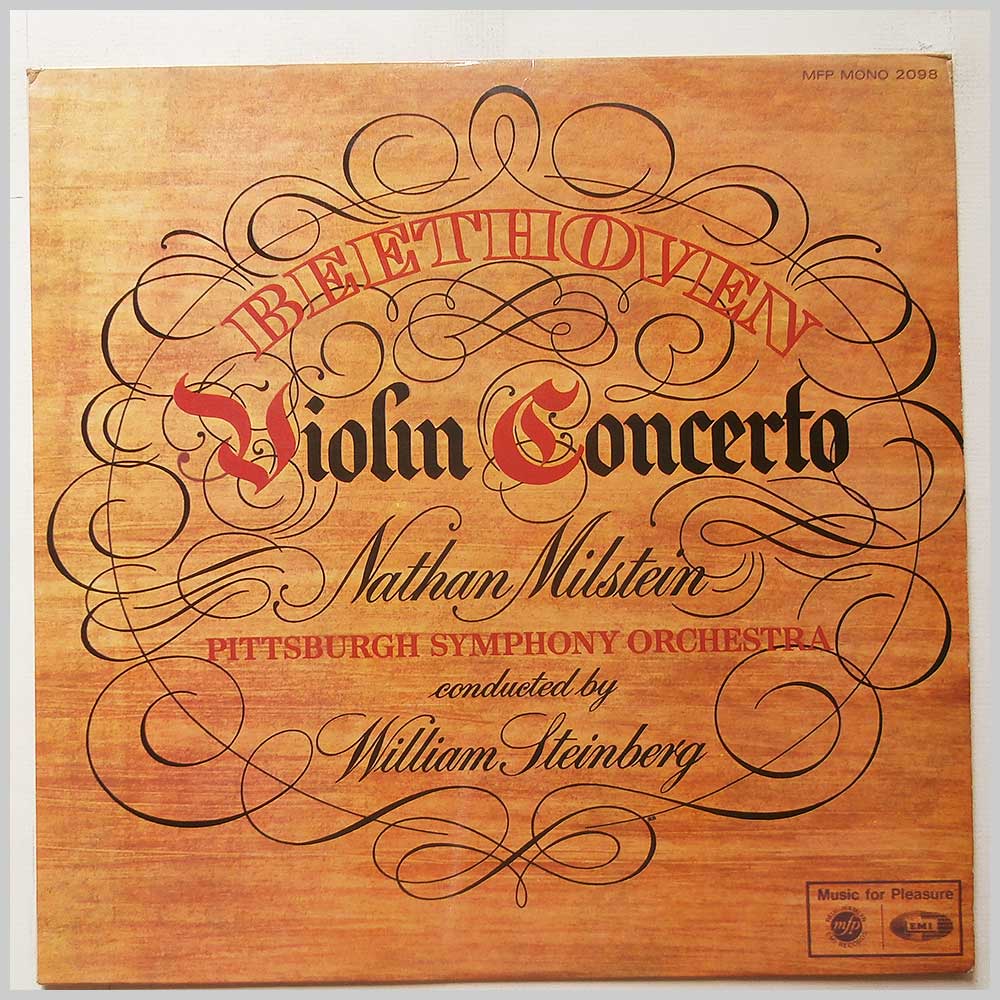 MFP MONO 2098
BEETHOVEN
Violin Concerto
Nathan Milstein
PITTSBURGH SYMPHONY ORCHESTRA
conducted by
William Steinberg
Music for Pleasure
mfp
EMI